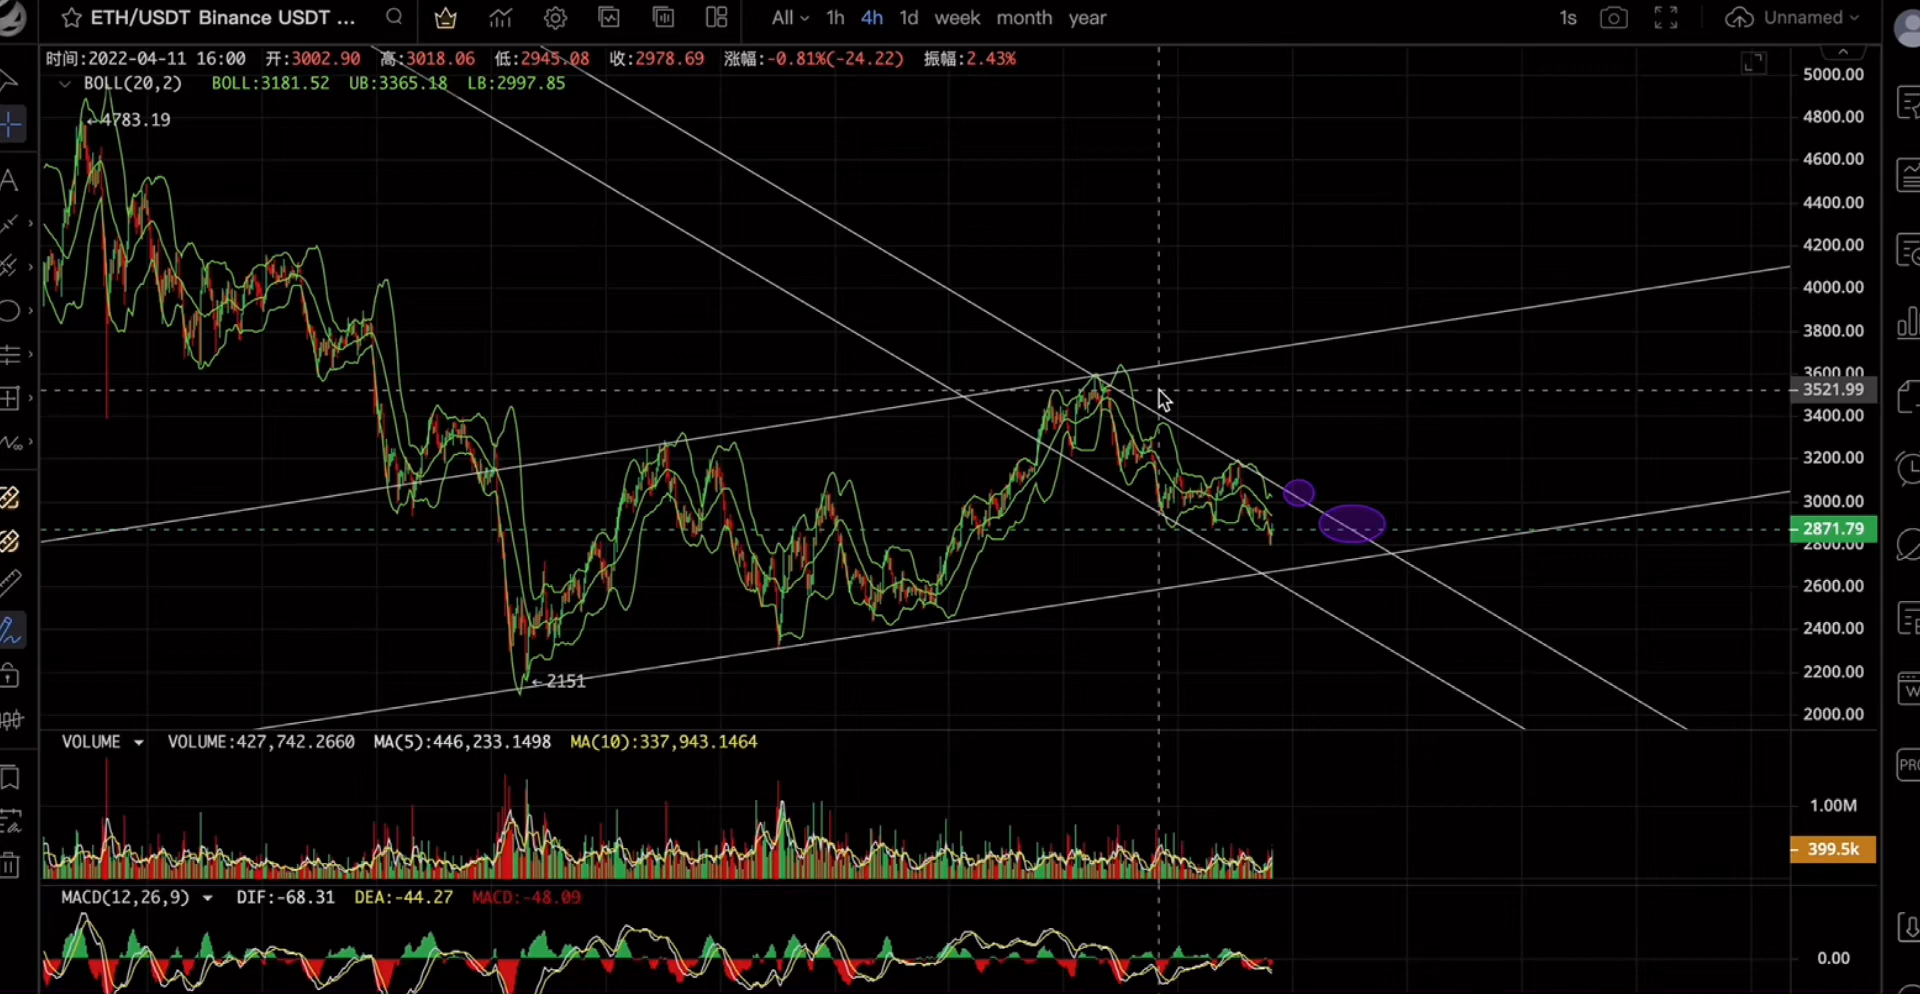 ETH/USDT Binance USDT ...
All 1h 4h 1d week month year
1s
Unnamed
时间:2022-04-11 16:00 开:3002.90 高:3018.06 低:2945.08 收:2978.69 涨幅:-0.81%(-24.22) 振幅:2.43%
BOLL(20,2) BOLL:3181.52 UB:3365.18 LB:2997.85
←4783.19
←2151
5000.00
4800.00
4600.00
4400.00
4200.00
4000.00
3800.00
3600.00
3521.99
3400.00
3200.00
3000.00
2871.79
2800.00
2600.00
2400.00
2200.00
2000.00
VOLUME VOLUME:427,742.2660 MA(5):446,233.1498 MA(10):337,943.1464
1.00M
399.5k
MACD(12,26,9) DIF:-68.31 DEA:-44.27 MACD:-48.09
0.00